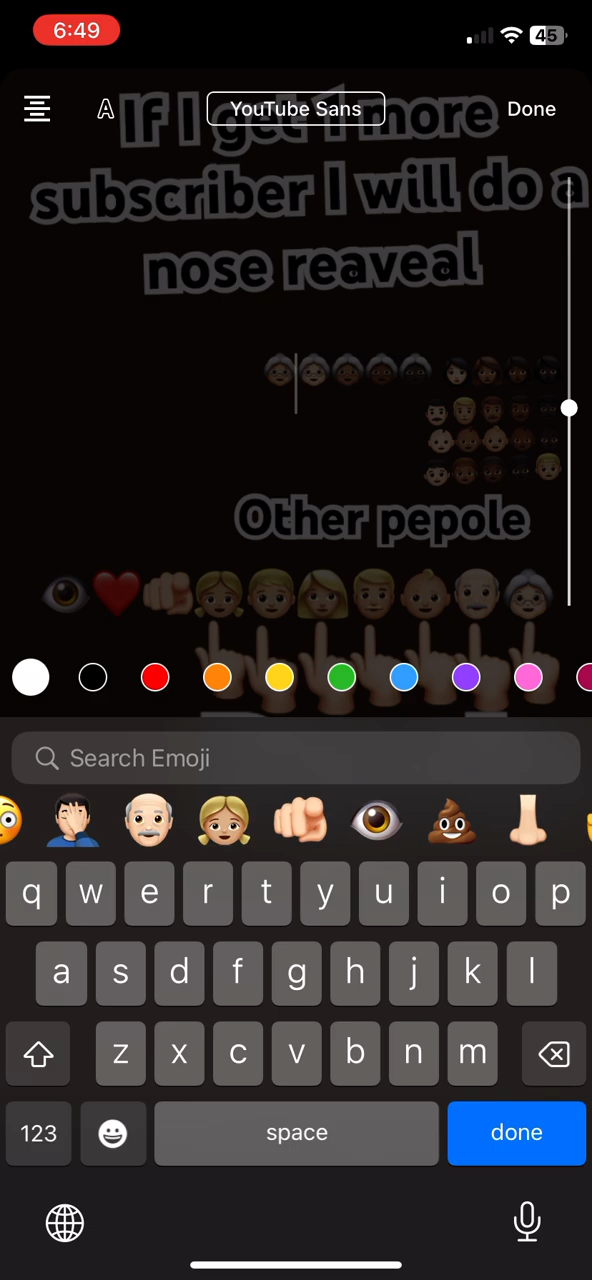 6:49
45
A
YouTube Sans
Done
If I get 1 more
subscriber I will do a
nose reaveal
Other pepole
Search Emoji
q w e r t y u i o p
a s d f g h j k l
z x c v b n m
123
space
done